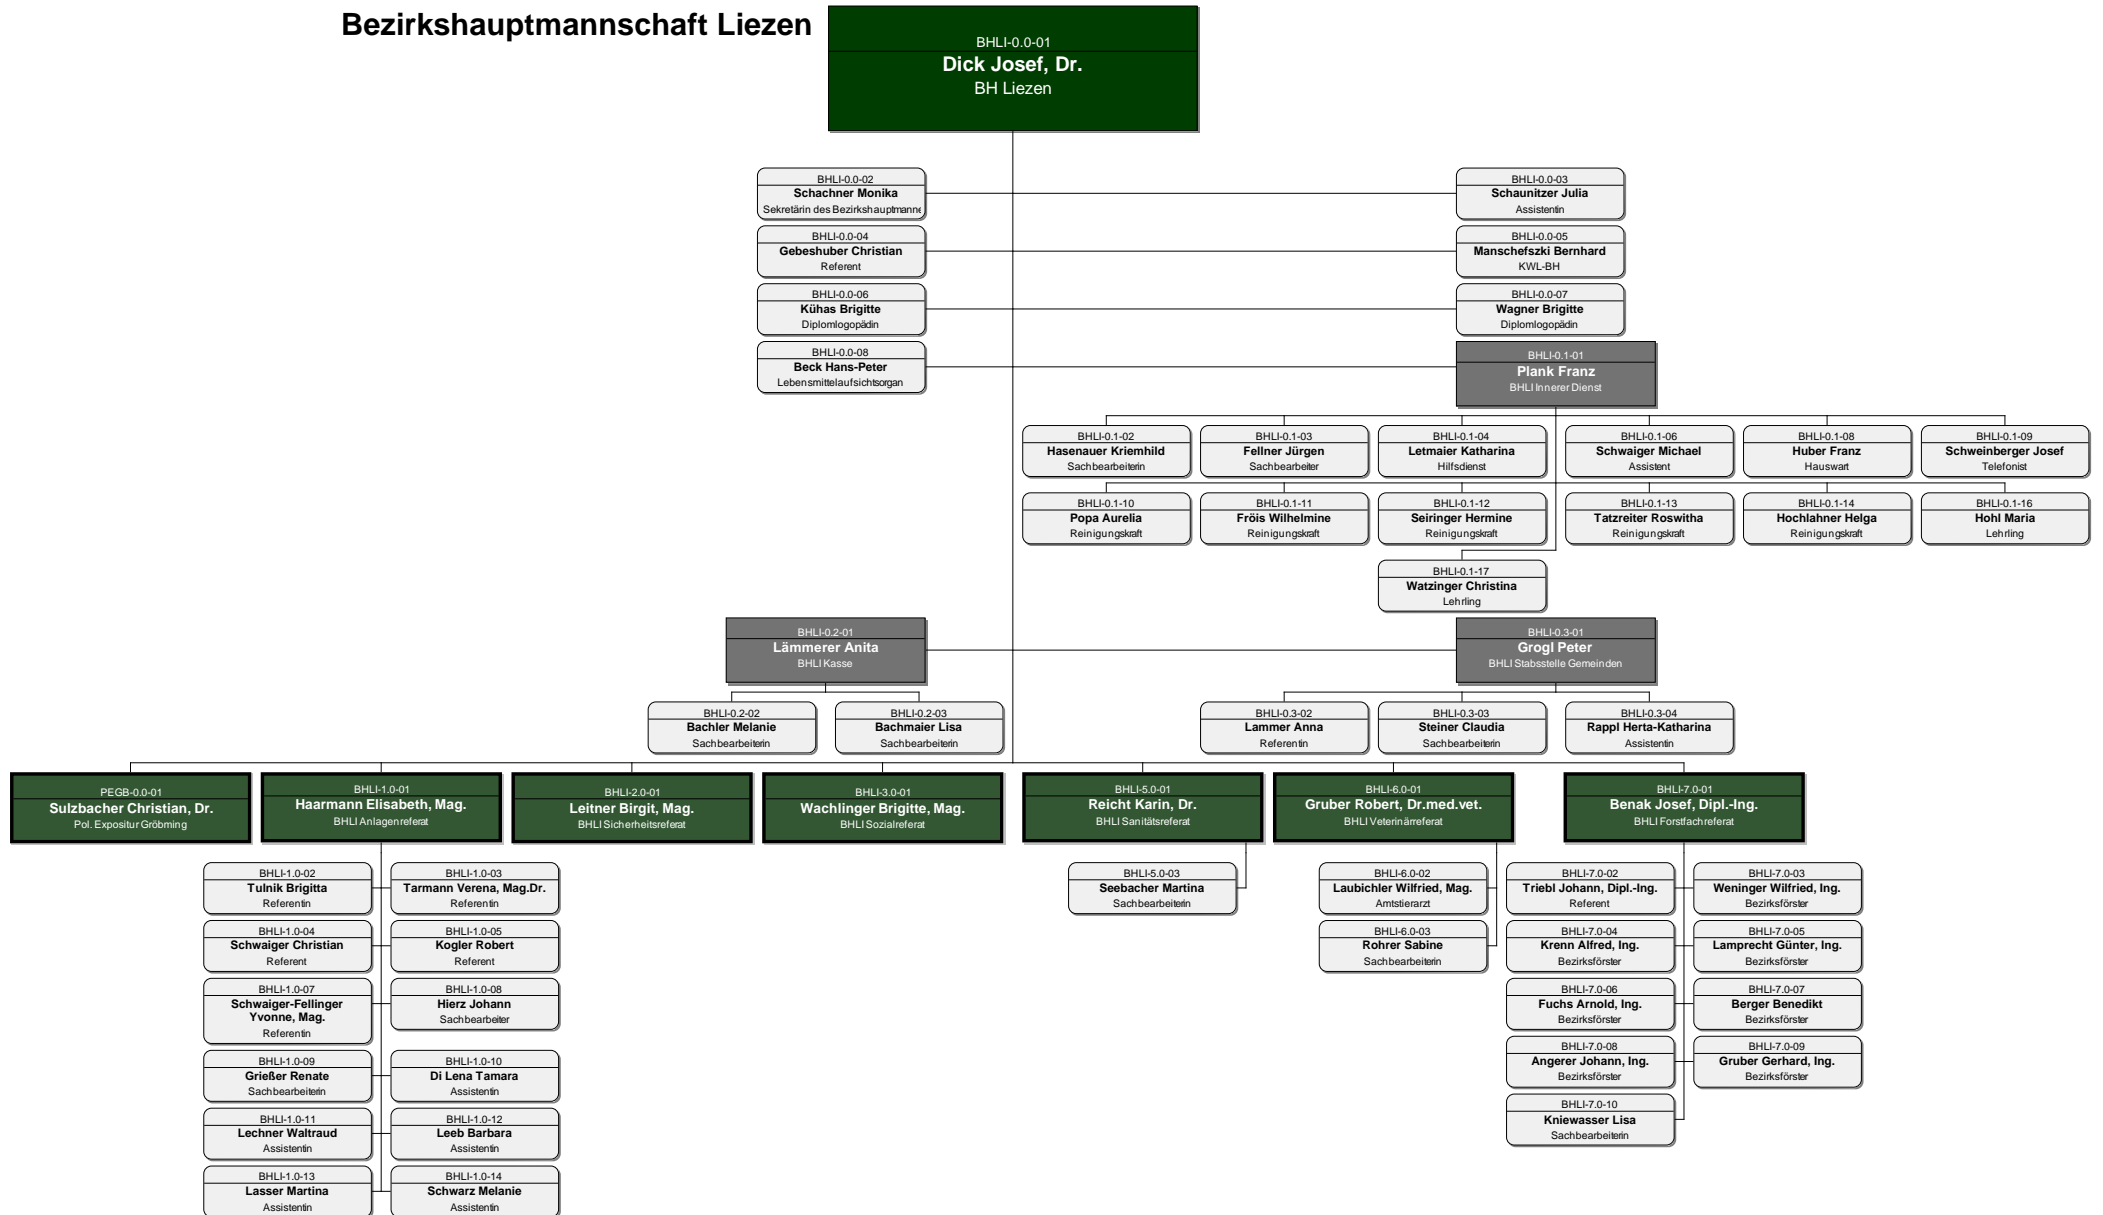 Bezirkshauptmannschaft Liezen
BHLI-0.0-01
Dick Josef, Dr.
BH Liezen
BHLI-0.0-02
Schachner Monika
Sekretärin des Bezirkshauptmanne
BHLI-0.0-03
Schaunitzer Julia
Assistentin
BHLI-0.0-04
Gebeshuber Christian
Referent
BHLI-0.0-05
Manschefszki Bernhard
KWL-BH
BHLI-0.0-06
Kühas Brigitte
Diplomlogopädin
BHLI-0.0-07
Wagner Brigitte
Diplomlogopädin
BHLI-0.0-08
Beck Hans-Peter
Lebensmittelaufsichtsorgan
BHLI-0.1-01
Plank Franz
BHLI Innerer Dienst
BHLI-0.1-02
Hasenauer Kriemhild
Sachbearbeiterin
BHLI-0.1-03
Fellner Jürgen
Sachbearbeiter
BHLI-0.1-04
Letmaier Katharina
Hilfsdienst
BHLI-0.1-06
Schwaiger Michael
Assistent
BHLI-0.1-08
Huber Franz
Hauswart
BHLI-0.1-09
Schweinberger Josef
Telefonist
BHLI-0.1-10
Popa Aurelia
Reinigungskraft
BHLI-0.1-11
Fröis Wilhelmine
Reinigungskraft
BHLI-0.1-12
Seiringer Hermine
Reinigungskraft
BHLI-0.1-13
Tatzreiter Roswitha
Reinigungskraft
BHLI-0.1-14
Hochlahner Helga
Reinigungskraft
BHLI-0.1-16
Hohl Maria
Lehrling
BHLI-0.1-17
Watzinger Christina
Lehrling
BHLI-0.2-01
Lämmerer Anita
BHLI Kasse
BHLI-0.3-01
Grogl Peter
BHLI Stabsstelle Gemeinden
BHLI-0.2-02
Bachler Melanie
Sachbearbeiterin
BHLI-0.2-03
Bachmaier Lisa
Sachbearbeiterin
BHLI-0.3-02
Lammer Anna
Referentin
BHLI-0.3-03
Steiner Claudia
Sachbearbeiterin
BHLI-0.3-04
Rappl Herta-Katharina
Assistentin
PEGB-0.0-01
Sulzbacher Christian, Dr.
Pol. Expositur Gröbming
BHLI-1.0-01
Haarmann Elisabeth, Mag.
BHLI Anlagenreferat
BHLI-2.0-01
Leitner Birgit, Mag.
BHLI Sicherheitsreferat
BHLI-3.0-01
Wachlinger Brigitte, Mag.
BHLI Sozialreferat
BHLI-5.0-01
Reicht Karin, Dr.
BHLI Sanitätsreferat
BHLI-6.0-01
Gruber Robert, Dr.med.vet.
BHLI Veterinärreferat
BHLI-7.0-01
Benak Josef, Dipl.-Ing.
BHLI Forstfachreferat
BHLI-1.0-02
Tulnik Brigitta
Referentin
BHLI-1.0-03
Tarmann Verena, Mag.Dr.
Referentin
BHLI-1.0-04
Schwaiger Christian
Referent
BHLI-1.0-05
Kogler Robert
Referent
BHLI-1.0-07
Schwaiger-Fellinger
Yvonne, Mag.
Referentin
BHLI-1.0-08
Hierz Johann
Sachbearbeiter
BHLI-1.0-09
Grießer Renate
Sachbearbeiterin
BHLI-1.0-10
Di Lena Tamara
Assistentin
BHLI-1.0-11
Lechner Waltraud
Assistentin
BHLI-1.0-12
Leeb Barbara
Assistentin
BHLI-1.0-13
Lasser Martina
Assistentin
BHLI-1.0-14
Schwarz Melanie
Assistentin
BHLI-5.0-03
Seebacher Martina
Sachbearbeiterin
BHLI-6.0-02
Laubichler Wilfried, Mag.
Amtstierarzt
BHLI-6.0-03
Rohrer Sabine
Sachbearbeiterin
BHLI-7.0-02
Triebl Johann, Dipl.-Ing.
Referent
BHLI-7.0-03
Weninger Wilfried, Ing.
Bezirksförster
BHLI-7.0-04
Krenn Alfred, Ing.
Bezirksförster
BHLI-7.0-05
Lamprecht Günter, Ing.
Bezirksförster
BHLI-7.0-06
Fuchs Arnold, Ing.
Bezirksförster
BHLI-7.0-07
Berger Benedikt
Bezirksförster
BHLI-7.0-08
Angerer Johann, Ing.
Bezirksförster
BHLI-7.0-09
Gruber Gerhard, Ing.
Bezirksförster
BHLI-7.0-10
Kniewasser Lisa
Sachbearbeiterin